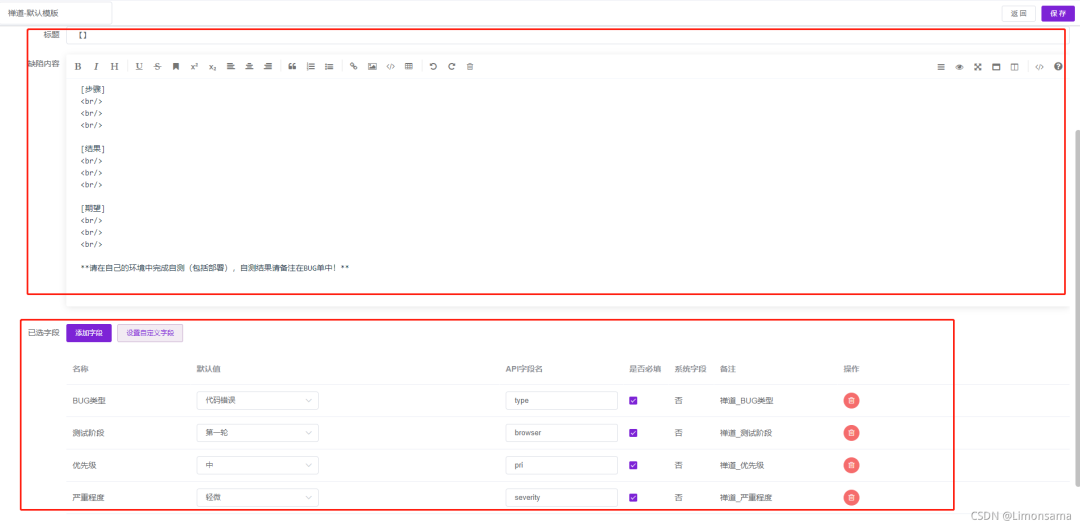 禅道-默认模版
返 回
保 存
标题
[]
缺陷内容
B I H U S x² x₂
[步骤]
<br/>
<br/>
<br/>
[结果]
<br/>
<br/>
<br/>
[期望]
<br/>
<br/>
<br/>
**请在自己的环境中完成自测（包括部署），自测结果请备注在BUG单中！**
已选字段 添加字段 设置自定义字段
名称 默认值 API字段名 是否必填 系统字段 备注 操作
BUG类型 代码错误 type 否 禅道_BUG类型
测试阶段 第一轮 browser 否 禅道_测试阶段
优先级 中 pri 否 禅道_优先级
严重程度 轻微 severity 否 禅道_严重程度
CSDN @Limonsama